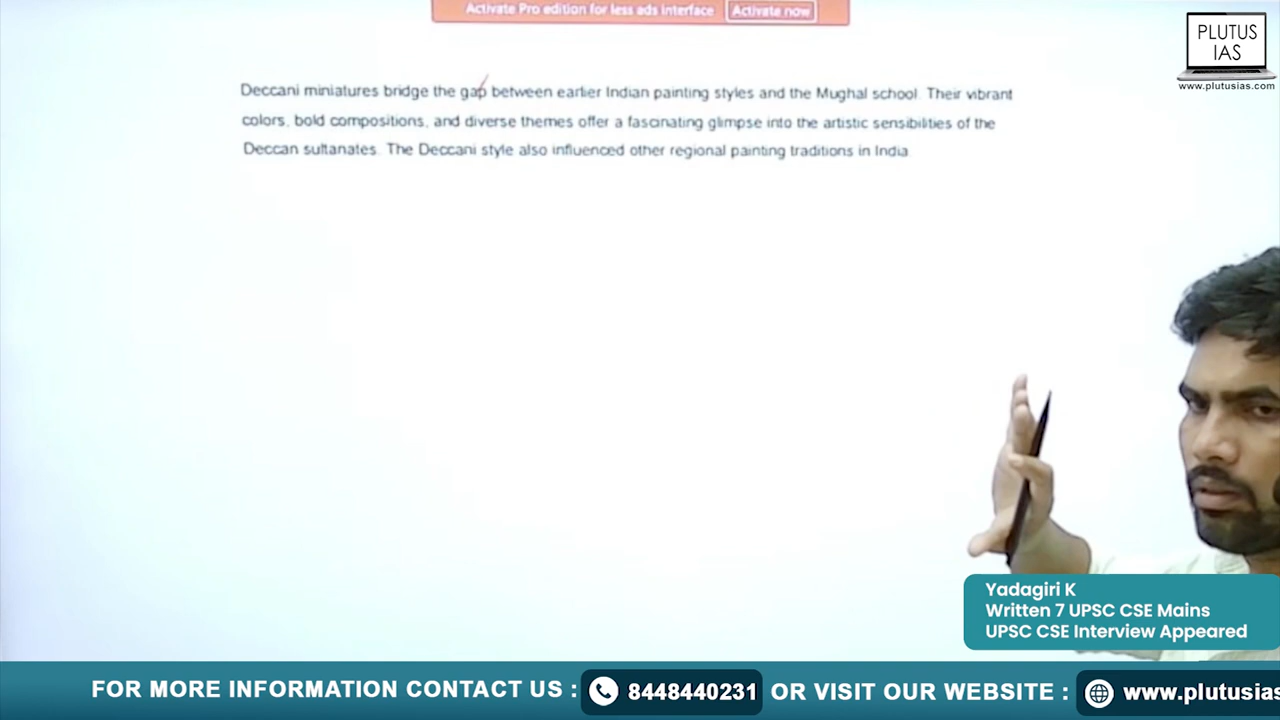 Activate Pro edition for less ads interface Activate now
PLUTUS
IAS
www.plutusias.com
Deccani miniatures bridge the gap between earlier Indian painting styles and the Mughal school. Their vibrant
colors, bold compositions, and diverse themes offer a fascinating glimpse into the artistic sensibilities of the
Deccan sultanates. The Deccani style also influenced other regional painting traditions in India
Yadagiri K
Written 7 UPSC CSE Mains
UPSC CSE Interview Appeared
FOR MORE INFORMATION CONTACT US : 8448440231 OR VISIT OUR WEBSITE : www.plutusias